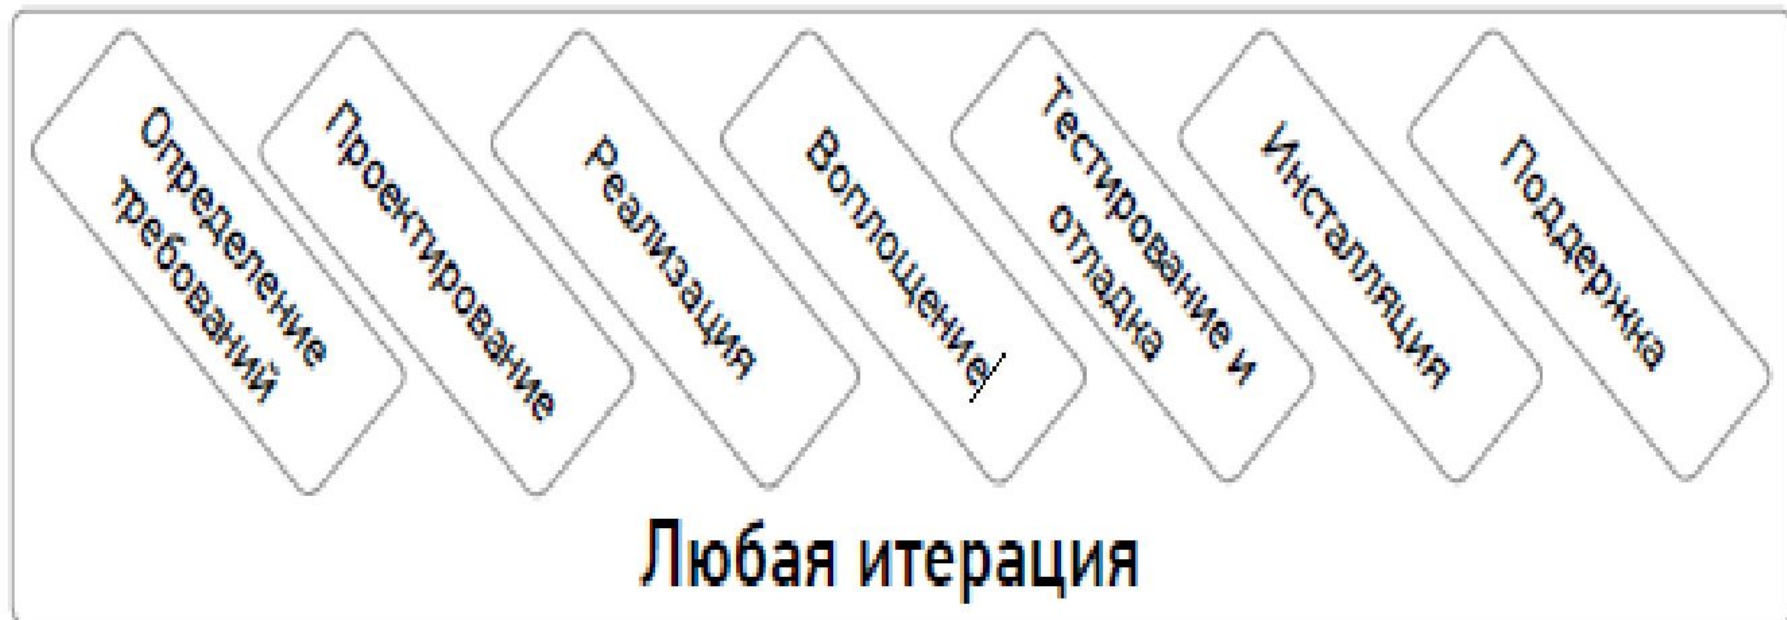 Определение
требований
Проектирование
Реализация
Воплощение
Тестирование и
отладка
Инсталляция
Поддержка
Любая итерация